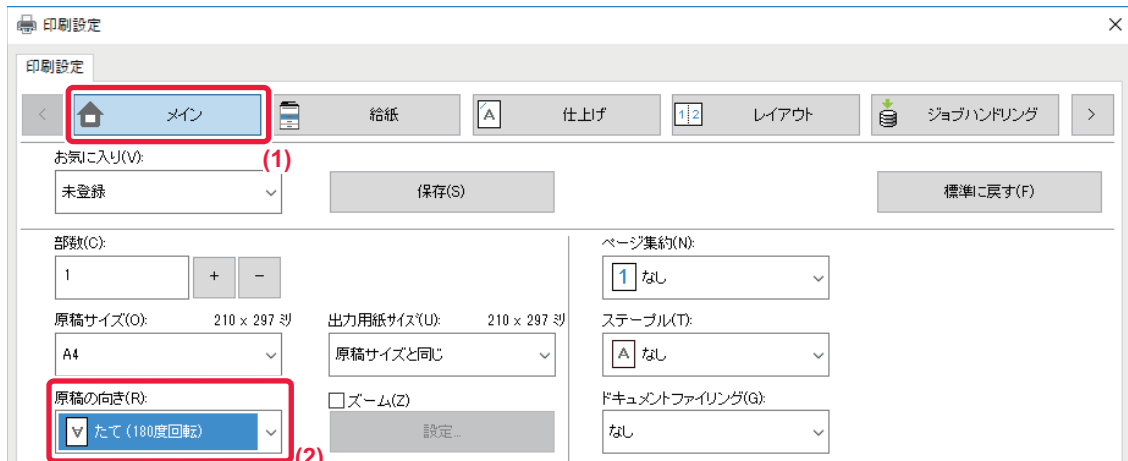 印刷設定
印刷設定
メイン 給紙 仕上げ レイアウト ジョブハンドリング
(1)
お気に入り(V):
未登録 保存(S) 標準に戻す(F)
部数(C): ページ集約(N):
1 + − 1 なし
原稿サイズ(O): 210 x 297 ミリ 出力用紙サイズ(U): 210 x 297 ミリ ステープル(T):
A4 原稿サイズと同じ A なし
原稿の向き(R): ズーム(Z) ドキュメントファイリング(G):
A たて (180度回転) 設定... なし
(2)